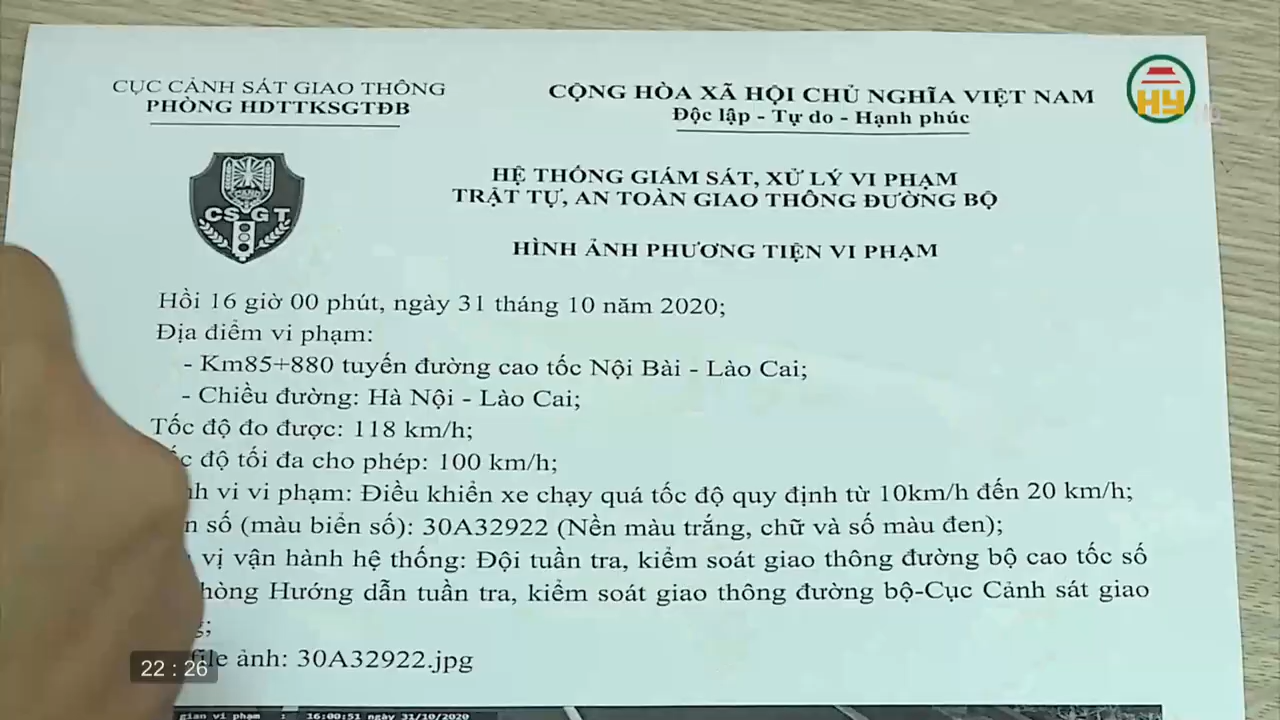 CỤC CẢNH SÁT GIAO THÔNG
PHÒNG HDTTKSGTĐB
CỘNG HÒA XÃ HỘI CHỦ NGHĨA VIỆT NAM
Độc lập - Tự do - Hạnh phúc
HY
CSGT
HỆ THỐNG GIÁM SÁT, XỬ LÝ VI PHẠM
TRẬT TỰ, AN TOÀN GIAO THÔNG ĐƯỜNG BỘ
HÌNH ẢNH PHƯƠNG TIỆN VI PHẠM
Hồi 16 giờ 00 phút, ngày 31 tháng 10 năm 2020;
Địa điểm vi phạm:
- Km85+880 tuyến đường cao tốc Nội Bài - Lào Cai;
- Chiều đường: Hà Nội - Lào Cai;
Tốc độ đo được: 118 km/h;
độ tối đa cho phép: 100 km/h;
vi vi phạm: Điều khiển xe chạy quá tốc độ quy định từ 10km/h đến 20 km/h;
số (màu biển số): 30A32922 (Nền màu trắng, chữ và số màu đen);
vị vận hành hệ thống: Đội tuần tra, kiểm soát giao thông đường bộ cao tốc số
Hướng dẫn tuần tra, kiểm soát giao thông đường bộ-Cục Cảnh sát giao
file ảnh: 30A32922.jpg
22 : 26
gian vi phạm : 16:00:51 ngày 31/10/2020